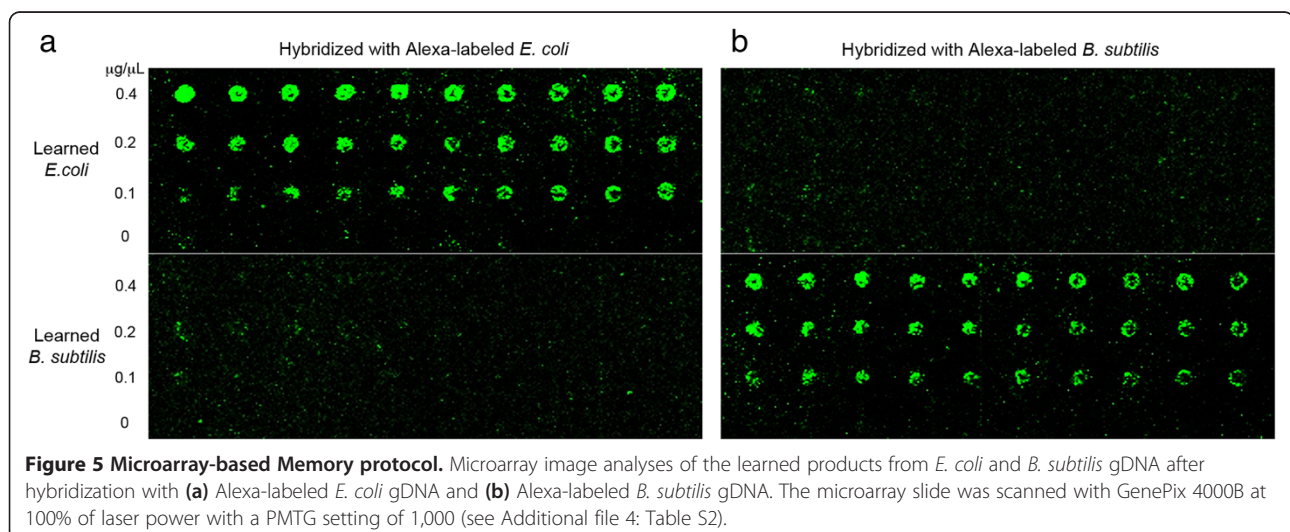 a
Hybridized with Alexa-labeled E. coli
b
Hybridized with Alexa-labeled B. subtilis
μg/μL
0.4
Learned
E.coli
0.2
0.1
0
0.4
Learned
B. subtilis
0.2
0.1
0
Figure 5 Microarray-based Memory protocol. Microarray image analyses of the learned products from E. coli and B. subtilis gDNA after
hybridization with (a) Alexa-labeled E. coli gDNA and (b) Alexa-labeled B. subtilis gDNA. The microarray slide was scanned with GenePix 4000B at
100% of laser power with a PMTG setting of 1,000 (see Additional file 4: Table S2).